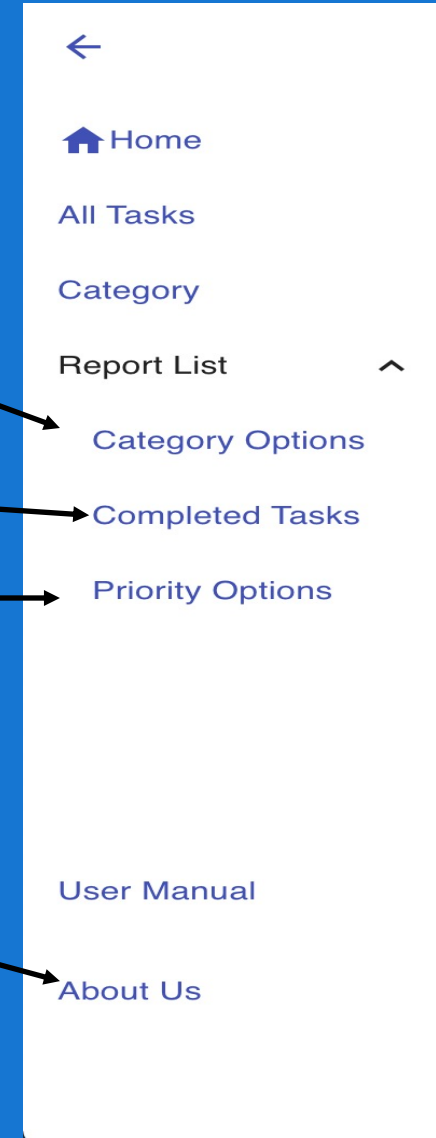 Home
All Tasks
Category
Report List
Category Options
Completed Tasks
Priority Options
User Manual
About Us